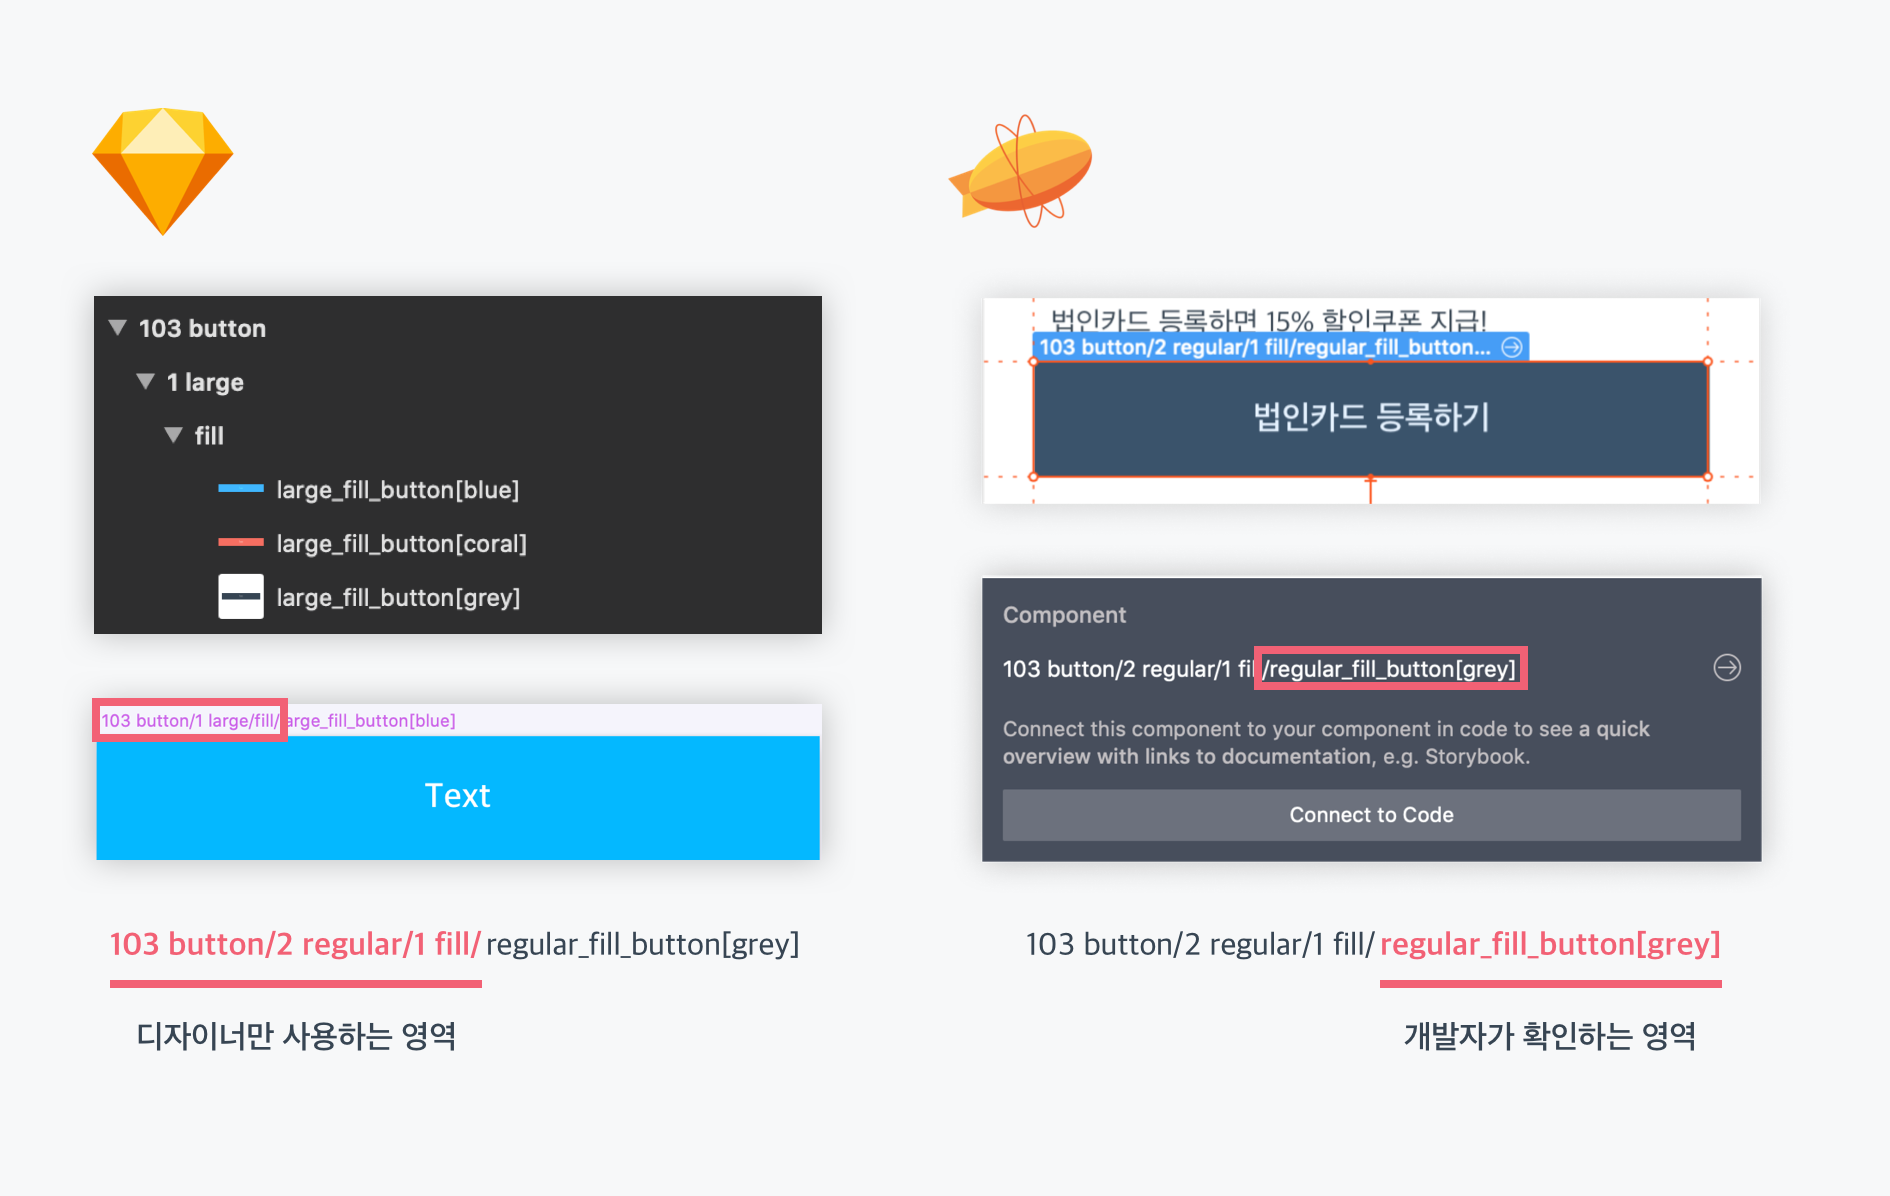 103 button
1 large
fill
large_fill_button[blue]
large_fill_button[coral]
large_fill_button[grey]
103 button/1 large/fill/large_fill_button[blue]
Text
103 button/2 regular/1 fill/regular_fill_button[grey]
디자이너만 사용하는 영역
법인카드 등록하면 15% 할인쿠폰 지급!
103 button/2 regular/1 fill/regular_fill_button...
법인카드 등록하기
Component
103 button/2 regular/1 fill/regular_fill_button[grey]
Connect this component to your component in code to see a quick
overview with links to documentation, e.g. Storybook.
Connect to Code
103 button/2 regular/1 fill/regular_fill_button[grey]
개발자가 확인하는 영역